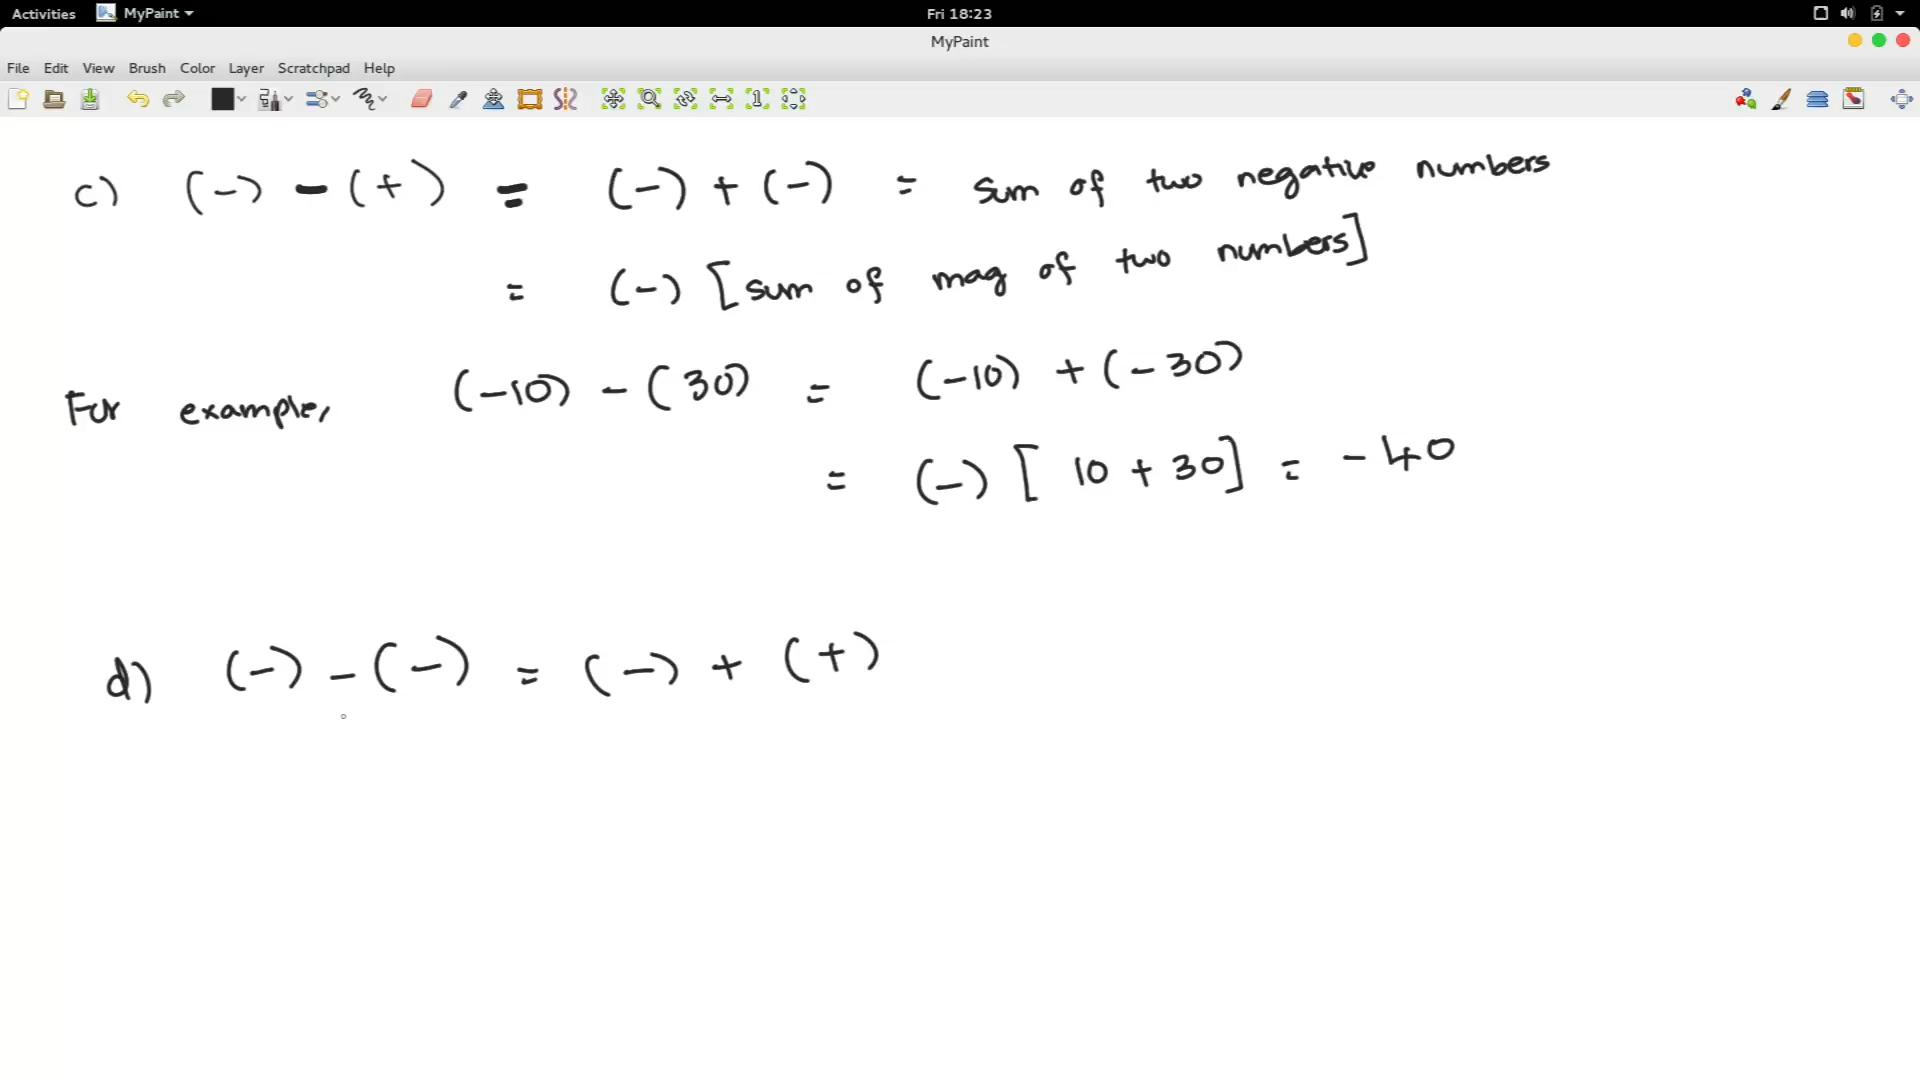 Activities MyPaint Fri 18:23
MyPaint
File Edit View Brush Color Layer Scratchpad Help
c) (-) - (+) = (-) + (-) = sum of two negative numbers
= (-) [sum of mag of two numbers]
For example, (-10) - (30) = (-10) + (-30)
= (-) [10 + 30] = -40
d) (-) - (-) = (-) + (+)